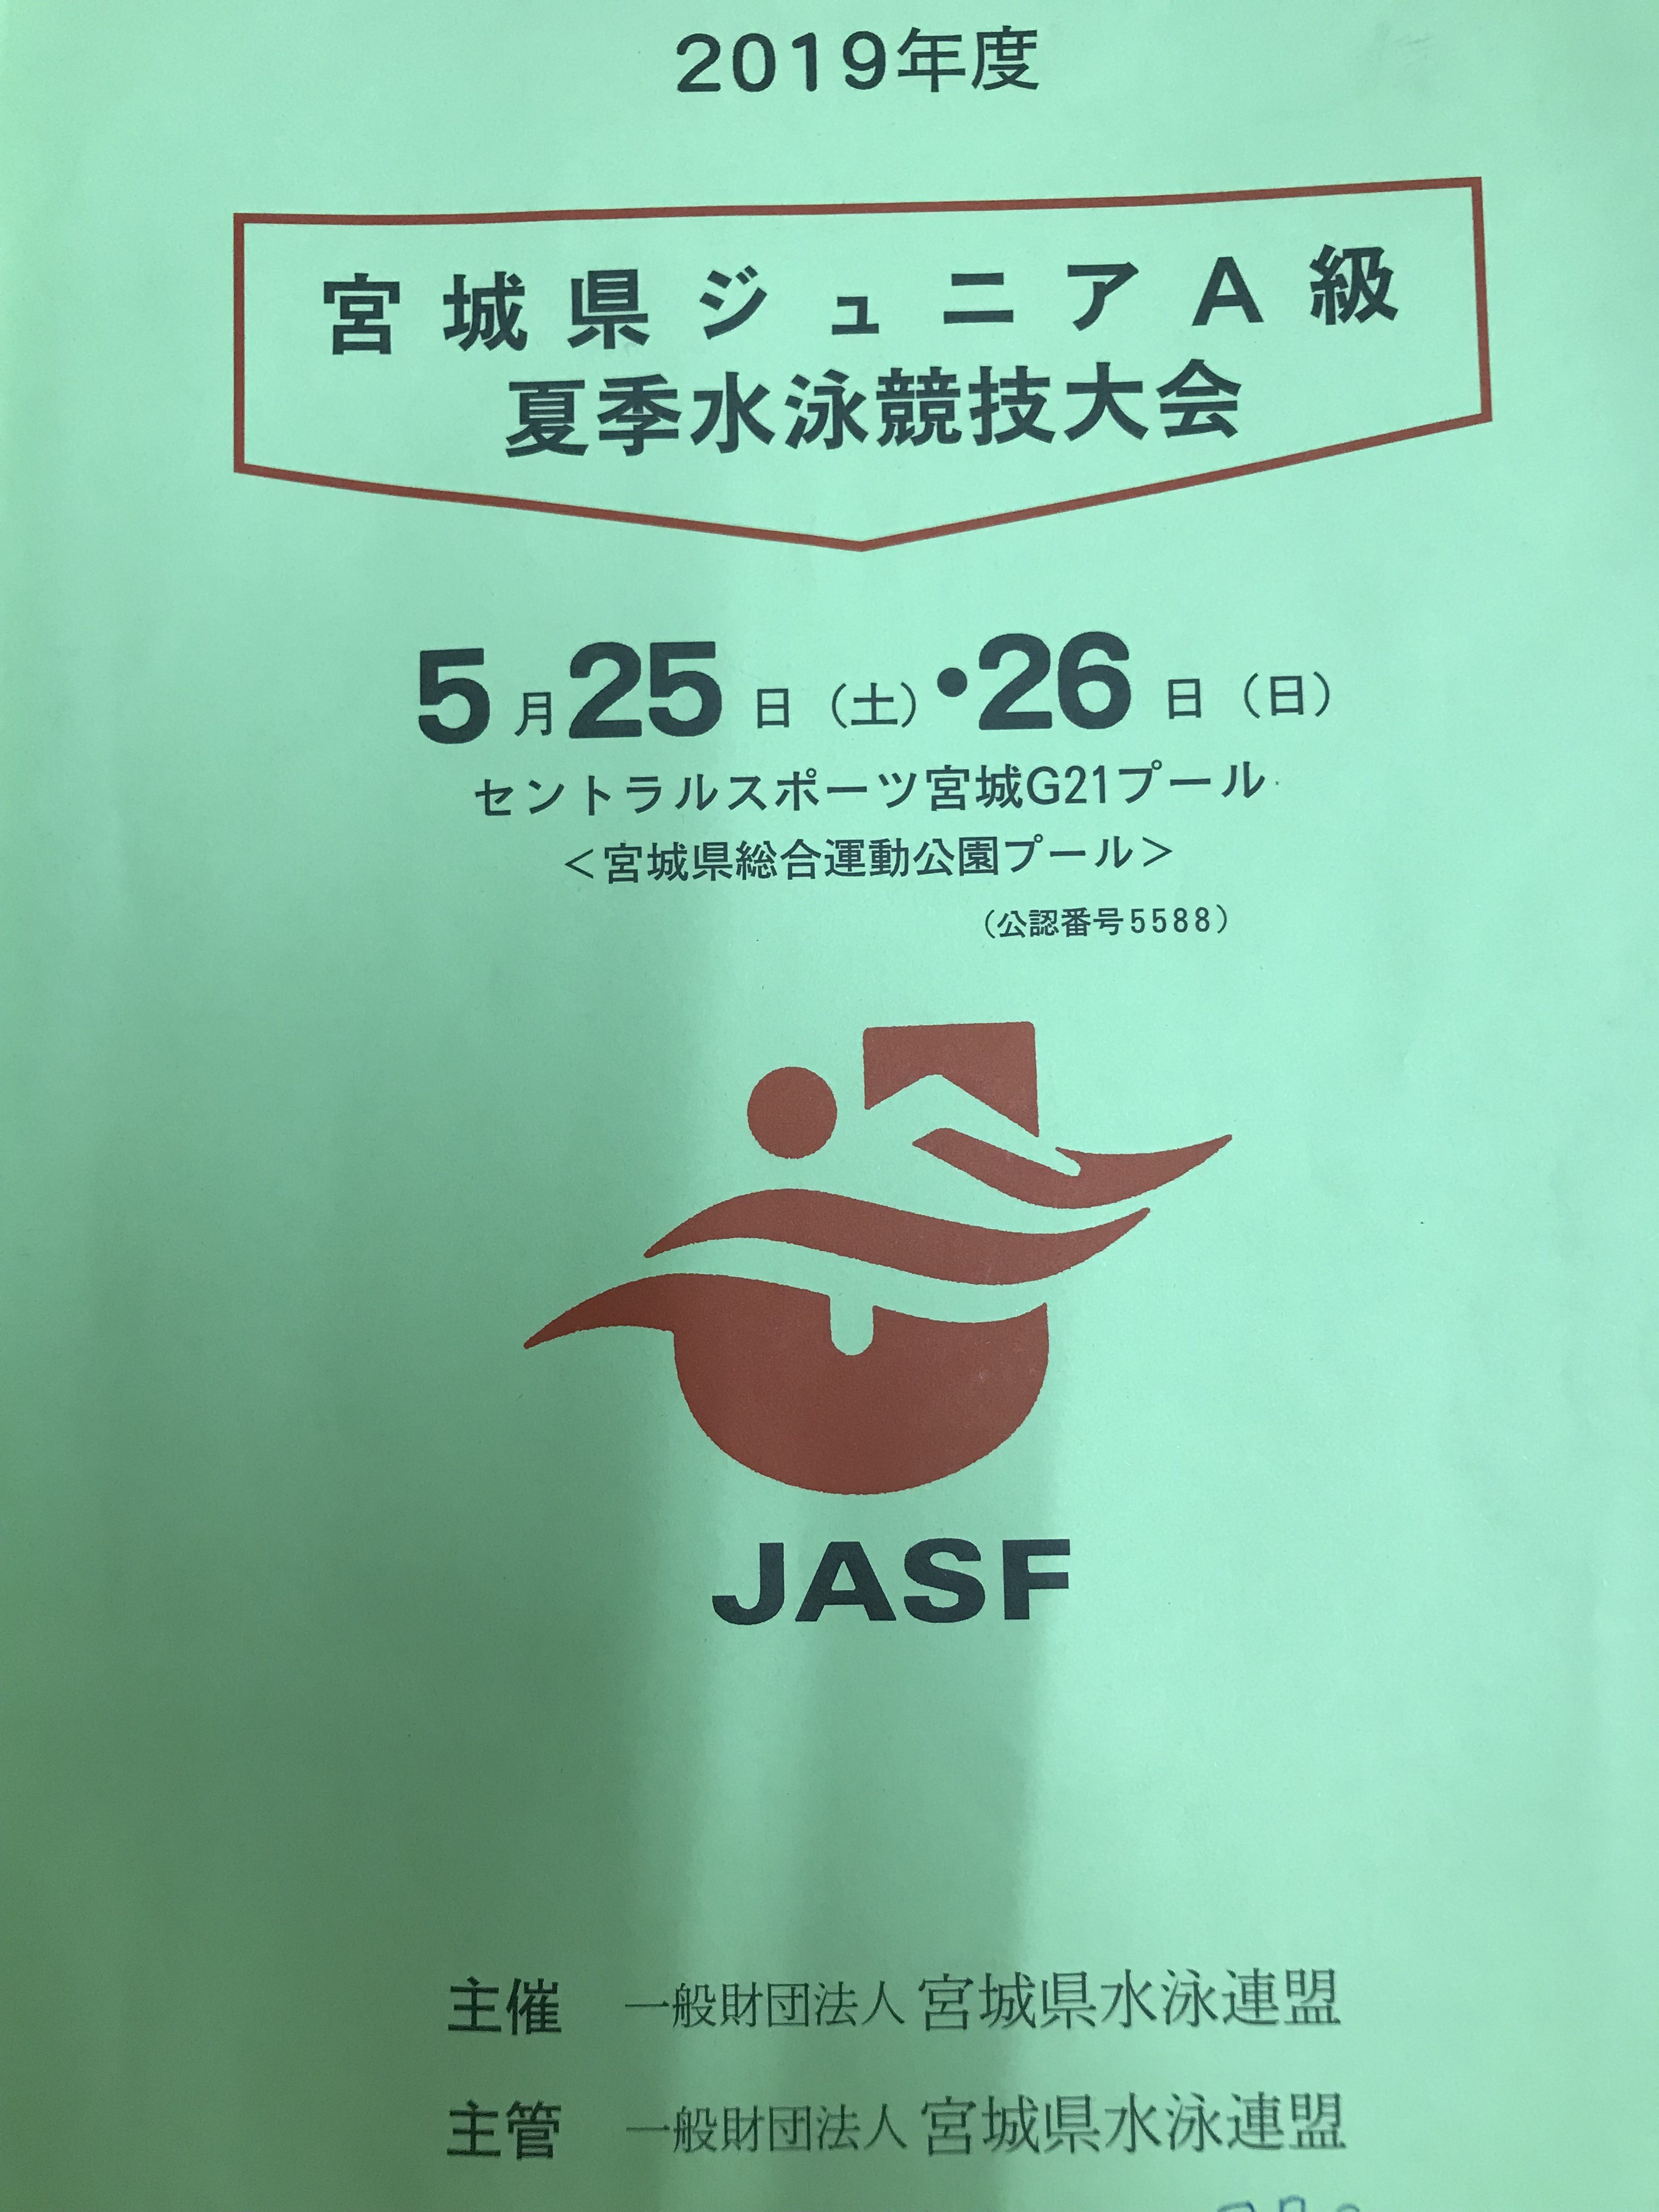 2019年度
宮城県ジュニアA級
夏季水泳競技大会
5月25日（土）・26日（日）
セントラルスポーツ宮城G21プール
＜宮城県総合運動公園プール＞
（公認番号5588）
JASF
主催 一般財団法人 宮城県水泳連盟
主管 一般財団法人 宮城県水泳連盟